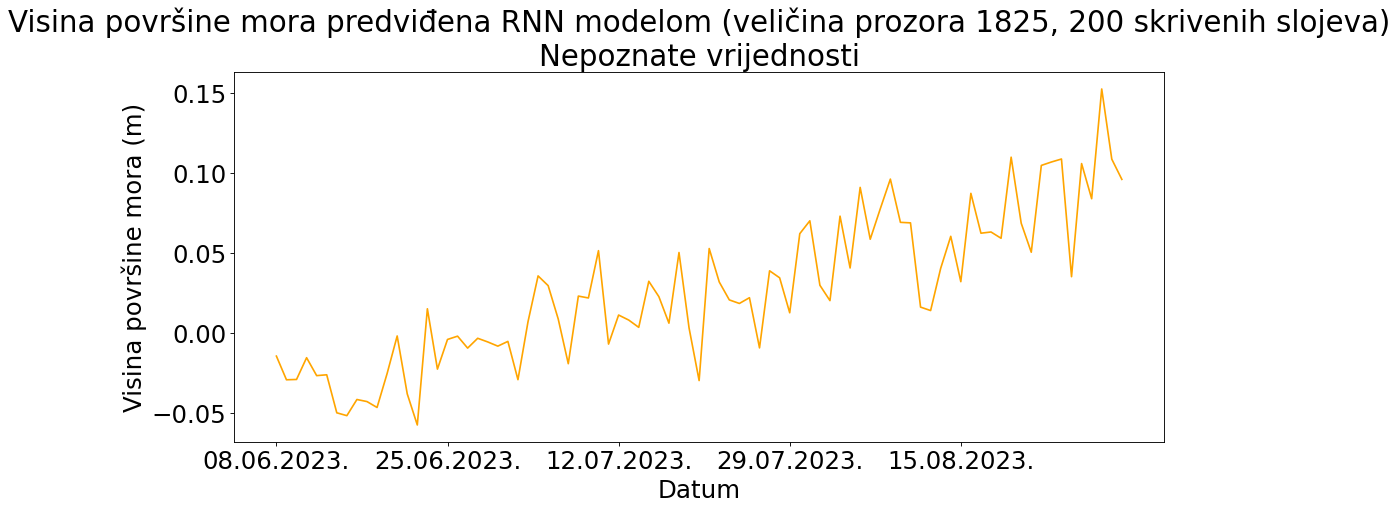 Visina površine mora predviđena RNN modelom (veličina prozora 1825, 200 skrivenih slojeva)
Nepoznate vrijednosti
Visina površine mora (m)
0.15
0.10
0.05
0.00
−0.05
08.06.2023. 25.06.2023. 12.07.2023. 29.07.2023. 15.08.2023.
Datum